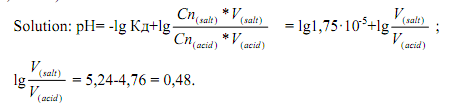 Solution: pH= -lg Кд+lg Cn(salt) * V(salt) / Cn(acid) * V(acid) = lg1,75·10⁻⁵+lg V(salt) / V(acid) ;
lg V(salt) / V(acid) = 5,24-4,76 = 0,48.